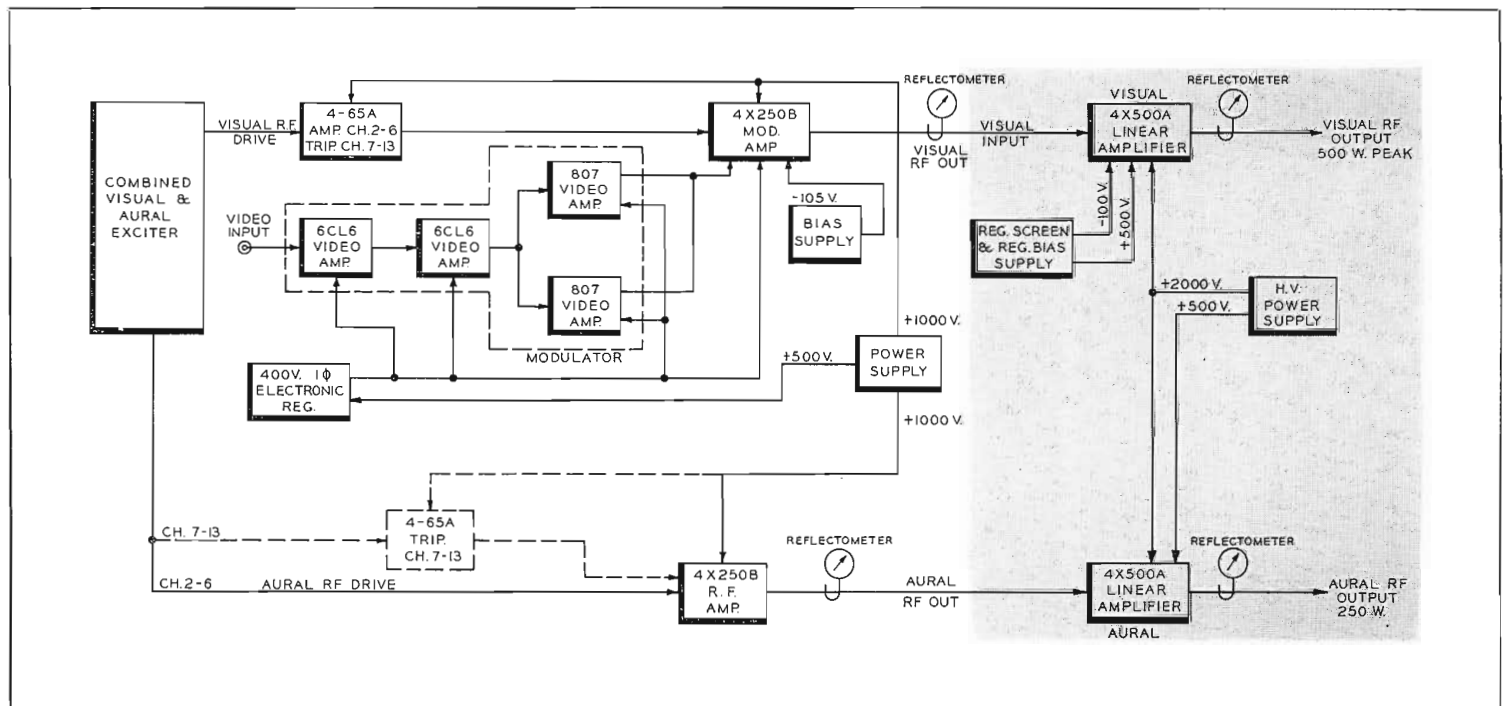 COMBINED
VISUAL &
AURAL
EXCITER
VISUAL R.F.
DRIVE
4-65A
AMP. CH. 2-6
TRIP. CH. 7-13
VIDEO
INPUT
6CL6
VIDEO
AMP.
6CL6
VIDEO
AMP.
807
VIDEO
AMP.
807
VIDEO
AMP.
MODULATOR
4X250B
MOD.
AMP
-105 V.
BIAS
SUPPLY
REFLECTOMETER
VISUAL
RF OUT
VISUAL
INPUT
VISUAL
4X500A
LINEAR
AMPLIFIER
REFLECTOMETER
VISUAL RF
OUTPUT
500 W. PEAK
-100V.
+500V.
REG. SCREEN
& REG. BIAS
SUPPLY
+2000 V.
+500 V.
H.V.
POWER
SUPPLY
400V. 1ϕ
ELECTRONIC
REG.
+500V.
+1000 V.
POWER
SUPPLY
+1000 V.
CH. 7-13
4-65A
TRIP.
CH. 7-13
CH. 2-6
AURAL RF DRIVE
4X250B
R.F.
AMP.
REFLECTOMETER
AURAL
RF OUT
4X500A
LINEAR
AMPLIFIER
AURAL
REFLECTOMETER
AURAL RF
OUTPUT
250 W.